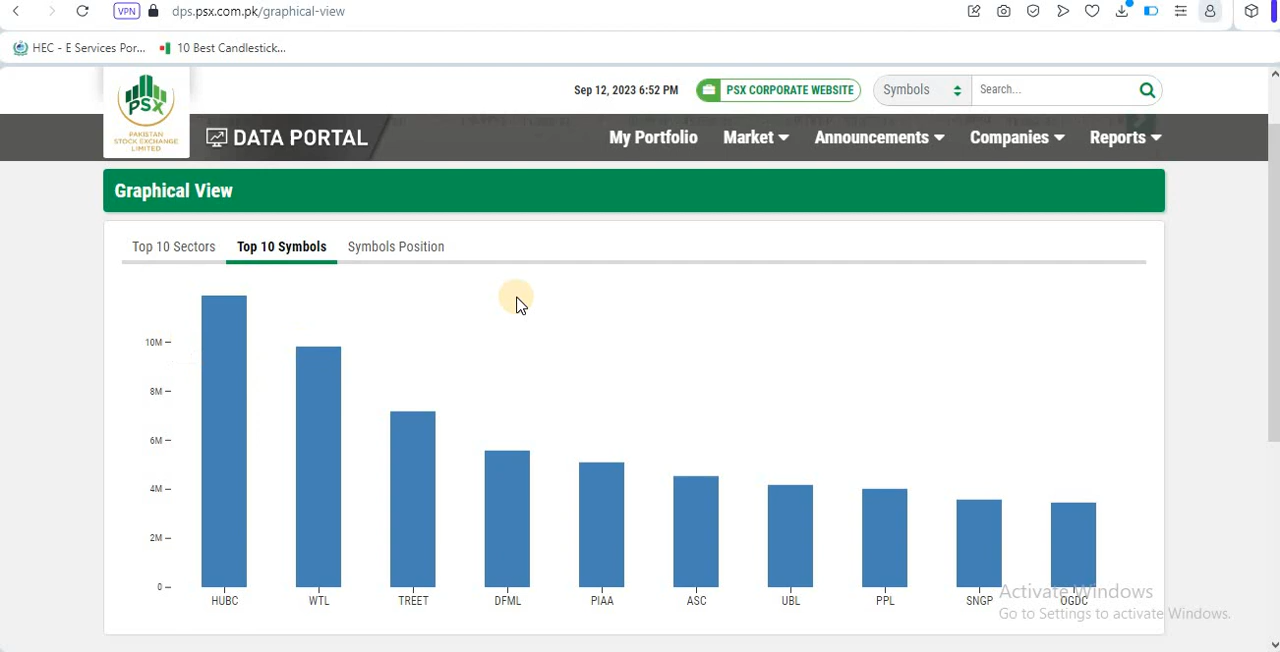 VPN dps.psx.com.pk/graphical-view
HEC - E Services Por... 10 Best Candlestick...
PSX
PAKISTAN
STOCK EXCHANGE
LIMITED
Sep 12, 2023 6:52 PM PSX CORPORATE WEBSITE Symbols Search...
DATA PORTAL My Portfolio Market Announcements Companies Reports
Graphical View
Top 10 Sectors Top 10 Symbols Symbols Position
10M
8M
6M
4M
2M
0
HUBC WTL TREET DFML PIAA ASC UBL PPL SNGP OGDC
Activate Windows
Go to Settings to activate Windows.